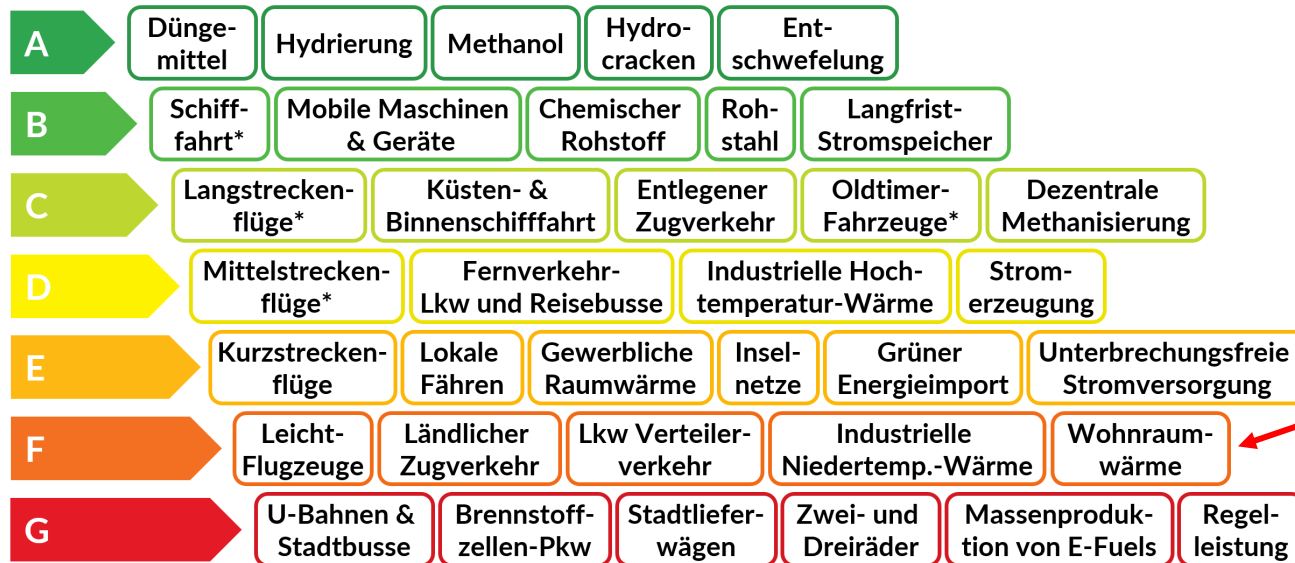 A
Dünge-
mittel
Hydrierung
Methanol
Hydro-
cracken
Ent-
schwefelung
B
Schiff-
fahrt*
Mobile Maschinen
& Geräte
Chemischer
Rohstoff
Roh-
stahl
Langfrist-
Stromspeicher
C
Langstrecken-
flüge*
Küsten- &
Binnenschifffahrt
Entlegener
Zugverkehr
Oldtimer-
Fahrzeuge*
Dezentrale
Methanisierung
D
Mittelstrecken-
flüge*
Fernverkehr-
Lkw und Reisebusse
Industrielle Hoch-
temperatur-Wärme
Strom-
erzeugung
E
Kurzstrecken-
flüge
Lokale
Fähren
Gewerbliche
Raumwärme
Insel-
netze
Grüner
Energieimport
Unterbrechungsfreie
Stromversorgung
F
Leicht-
Flugzeuge
Ländlicher
Zugverkehr
Lkw Verteiler-
verkehr
Industrielle
Niedertemp.-Wärme
Wohnraum-
wärme
G
U-Bahnen &
Stadtbusse
Brennstoff-
zellen-Pkw
Stadtliefer-
wägen
Zwei- und
Dreiräder
Massenproduk-
tion von E-Fuels
Regel-
leistung